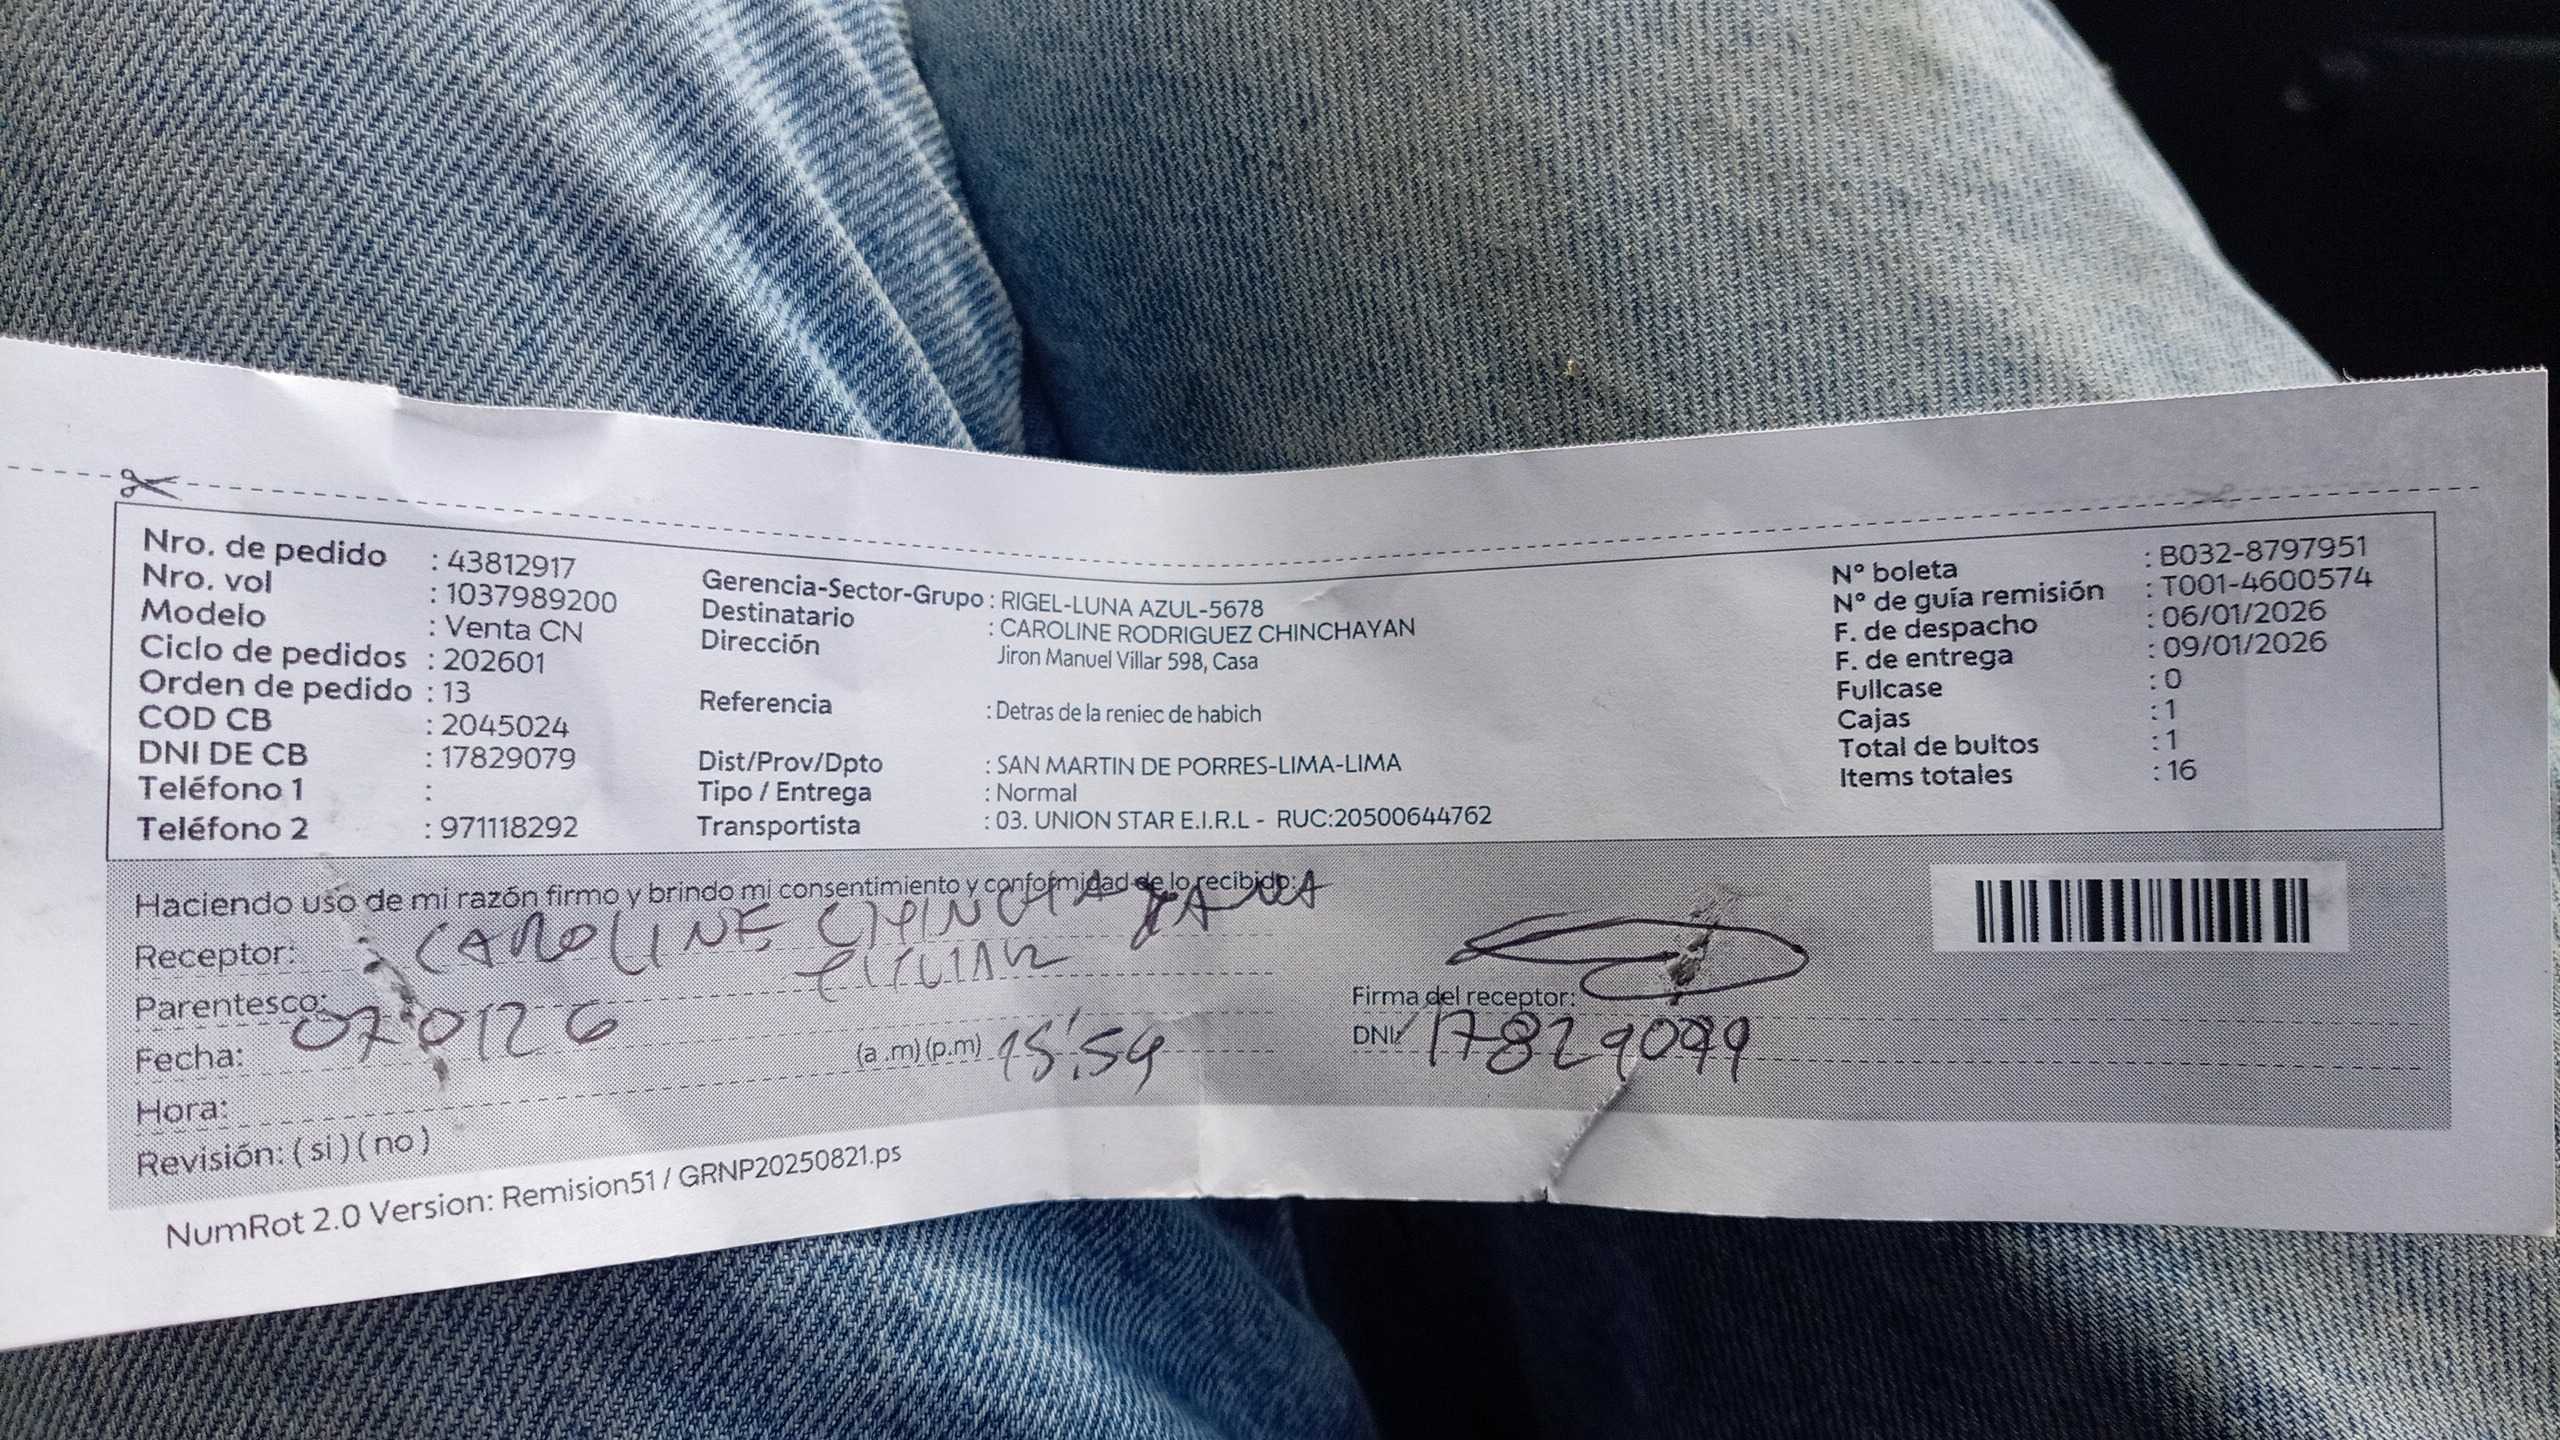 Nro. de pedido : 43812917
Nro. vol : 1037989200
Modelo : Venta CN
Ciclo de pedidos : 202601
Orden de pedido : 13
COD CB : 2045024
DNI DE CB : 17829079
Teléfono 1 :
Teléfono 2 : 971118292
Gerencia-Sector-Grupo : RIGEL-LUNA AZUL-5678
Destinatario : CAROLINE RODRIGUEZ CHINCHAYAN
Dirección Jiron Manuel Villar 598, Casa
Referencia : Detras de la reniec de habich
Dist/Prov/Dpto : SAN MARTIN DE PORRES-LIMA-LIMA
Tipo / Entrega : Normal
Transportista : 03. UNION STAR E.I.R.L - RUC:20500644762
N° boleta : B032-8797951
N° de guía remisión : T001-4600574
F. de despacho : 06/01/2026
F. de entrega : 09/01/2026
Fullcase : 0
Cajas : 1
Total de bultos : 1
Items totales : 16
Haciendo uso de mi razón firmo y brindo mi consentimiento y conformidad de lo recibido:
Receptor: CAROLINE
Parentesco:
Fecha: 070126
Hora: (a .m) (p.m) 15:59
Revisión: ( si ) ( no )
Firma del receptor:
DNI: 17829079
NumRot 2.0 Version: Remision51 / GRNP20250821.ps